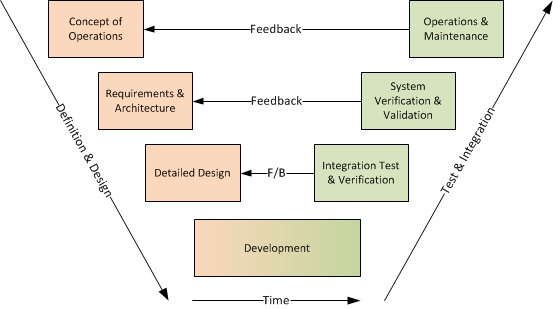 Concept of
Operations
Feedback
Operations &
Maintenance
Requirements &
Architecture
Feedback
System
Verification &
Validation
Definition & Design
Test & Integration
Detailed Design
F/B
Integration Test
& Verification
Development
Time